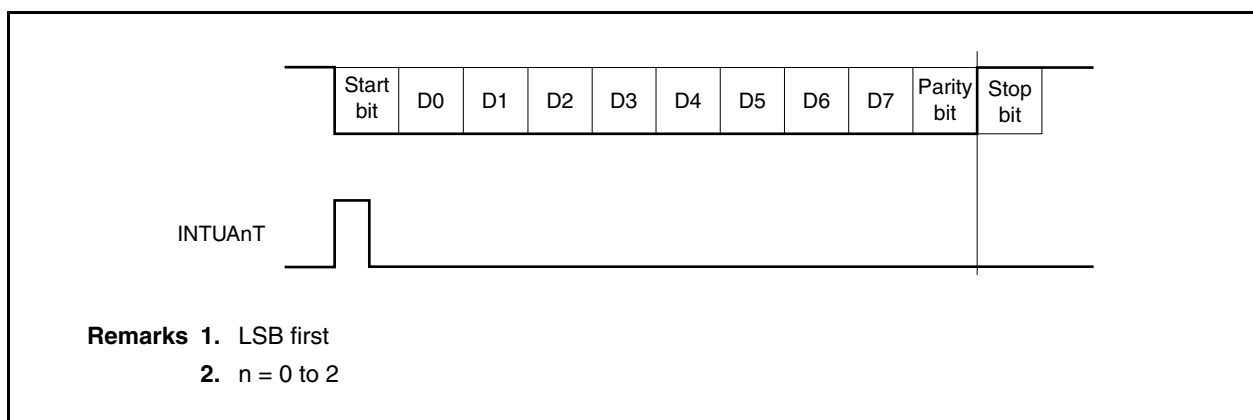 Start bit D0 D1 D2 D3 D4 D5 D6 D7 Parity bit Stop bit
INTUAnT
Remarks 1. LSB first
2. n = 0 to 2